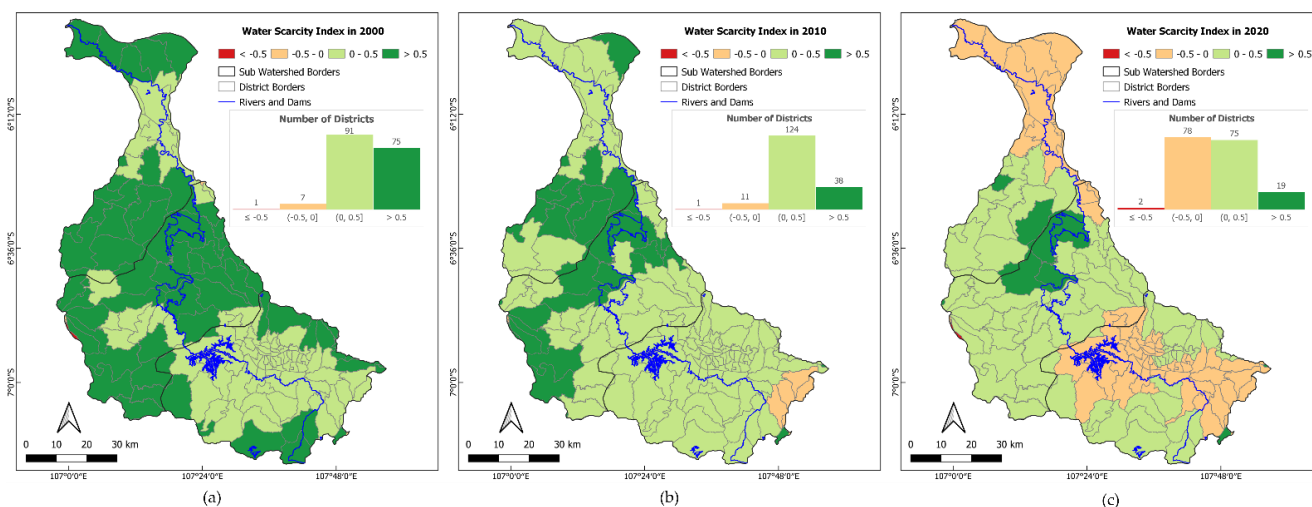 Water Scarcity Index in 2000
< -0.5 -0.5 - 0 0 - 0.5 > 0.5
Sub Watershed Borders
District Borders
Rivers and Dams
Number of Districts
1 7 91 75
≤ -0.5 (-0.5, 0] (0, 0.5] > 0.5
6°12'0"S
6°36'0"S
7°0'0"S
0 10 20 30 km
107°0'0"E 107°24'0"E 107°48'0"E
(a)
Water Scarcity Index in 2010
< -0.5 -0.5 - 0 0 - 0.5 > 0.5
Sub Watershed Borders
District Borders
Rivers and Dams
Number of Districts
1 11 124 38
≤ -0.5 (-0.5, 0] (0, 0.5] > 0.5
6°12'0"S
6°36'0"S
7°0'0"S
0 10 20 30 km
107°0'0"E 107°24'0"E 107°48'0"E
(b)
Water Scarcity Index in 2020
< -0.5 -0.5 - 0 0 - 0.5 > 0.5
Sub Watershed Borders
District Borders
Rivers and Dams
Number of Districts
2 78 75 19
≤ -0.5 (-0.5, 0] (0, 0.5] > 0.5
6°12'0"S
6°36'0"S
7°0'0"S
0 10 20 30 km
107°0'0"E 107°24'0"E 107°48'0"E
(c)